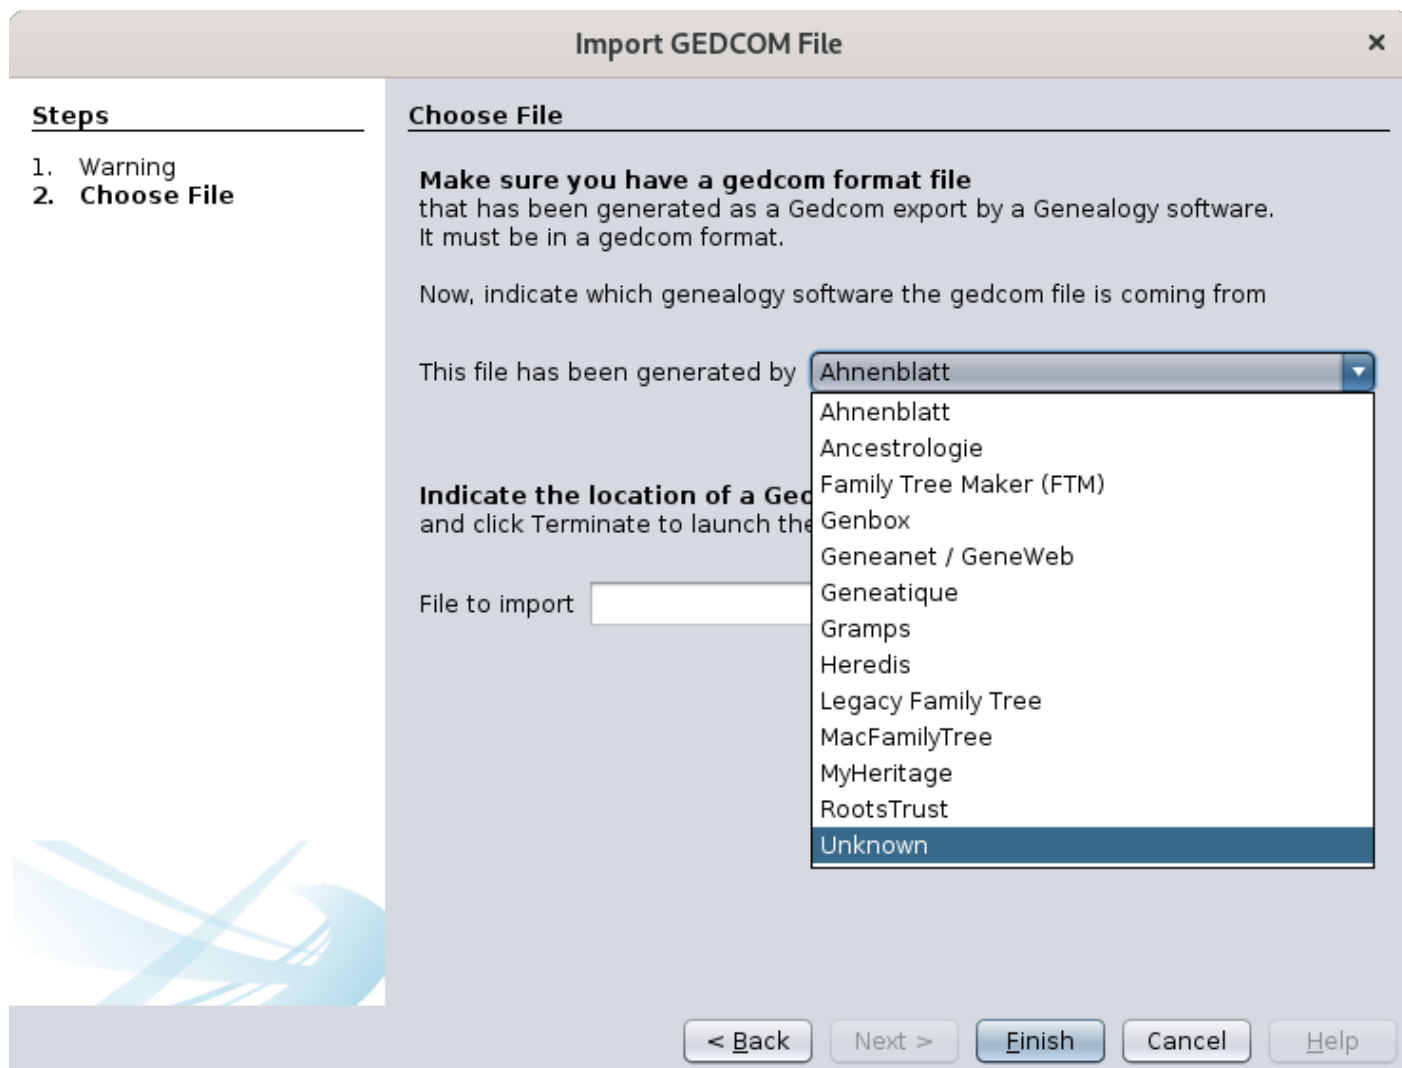 Import GEDCOM File
×
Steps
1. Warning
2. Choose File
Choose File
Make sure you have a gedcom format file
that has been generated as a Gedcom export by a Genealogy software.
It must be in a gedcom format.
Now, indicate which genealogy software the gedcom file is coming from
This file has been generated by Ahnenblatt
Ahnenblatt
Ancestrologie
Family Tree Maker (FTM)
Genbox
Geneanet / GeneWeb
Geneatique
Gramps
Heredis
Legacy Family Tree
MacFamilyTree
MyHeritage
RootsTrust
Unknown
Indicate the location of a
and click Terminate to launch
File to import
< Back Next > Finish Cancel Help